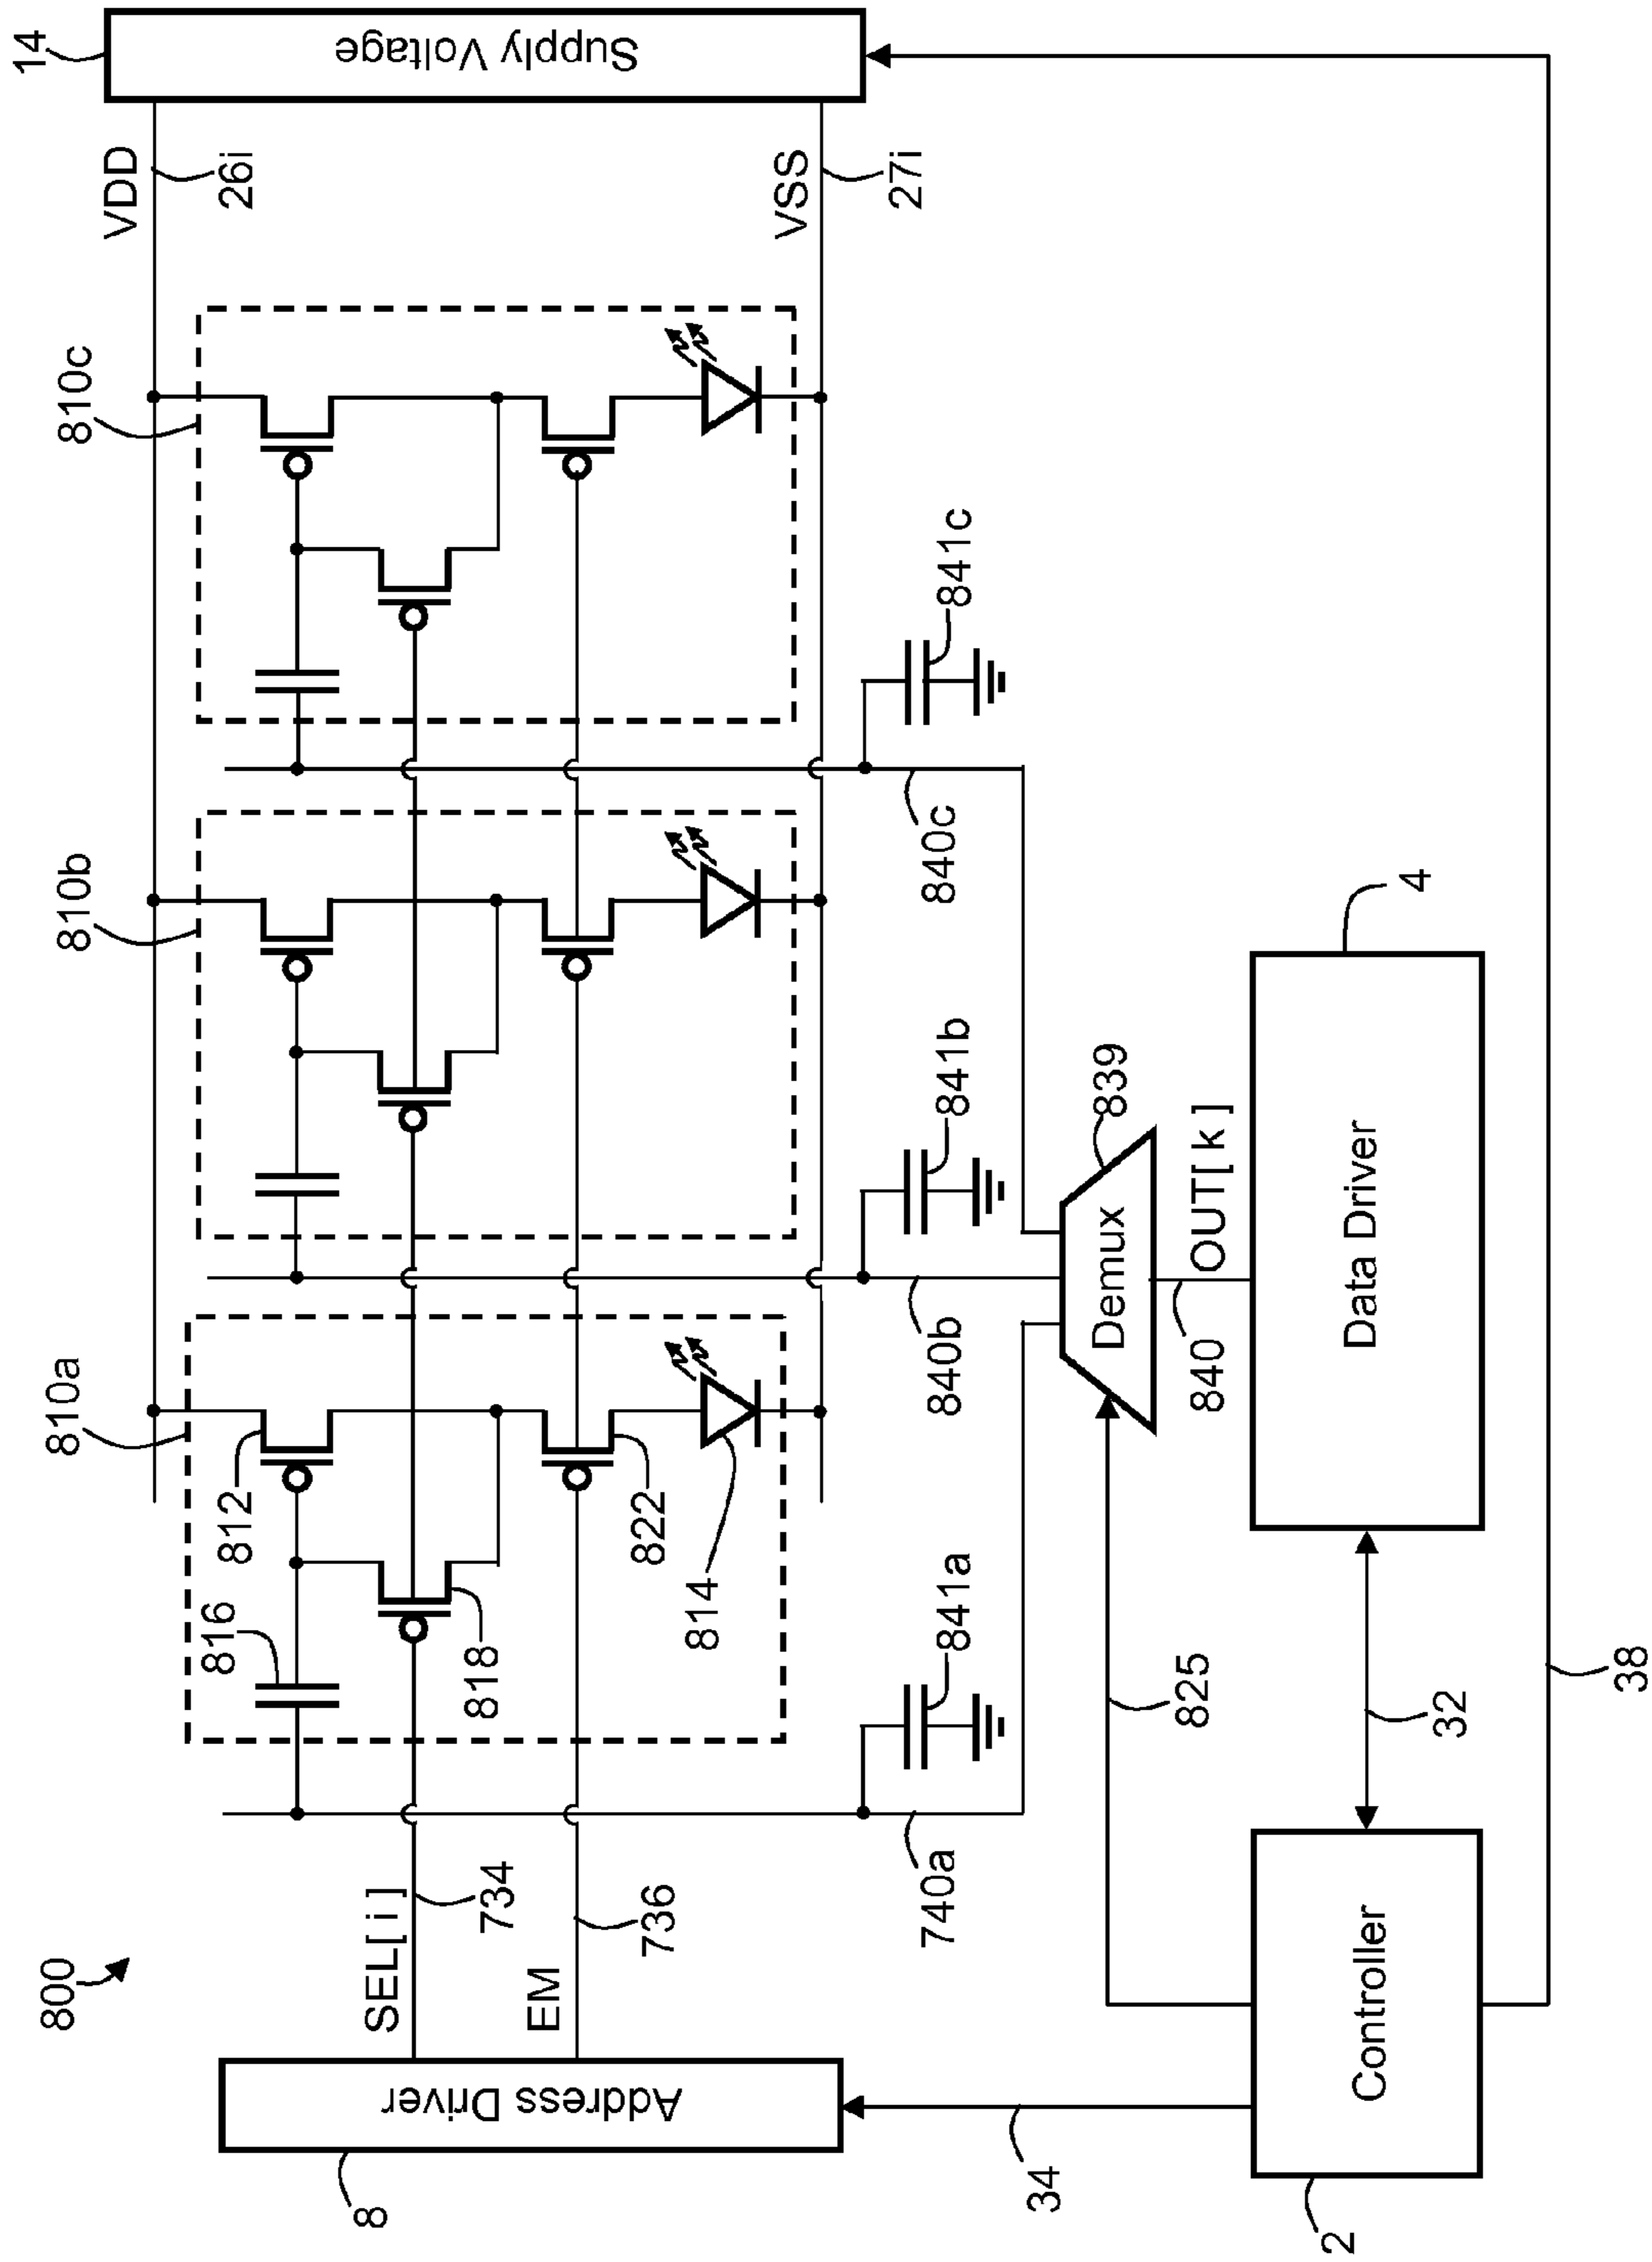 800
8
Address Driver
SEL[ i ]
734
EM
736
816
818
810a
812
822
814
810b
810c
VDD
26i
VSS
27i
14
Supply Voltage
740a
841a
840b
841b
840c
841c
Demux
839
825
840
OUT[ k ]
34
2
Controller
32
Data Driver
4
38